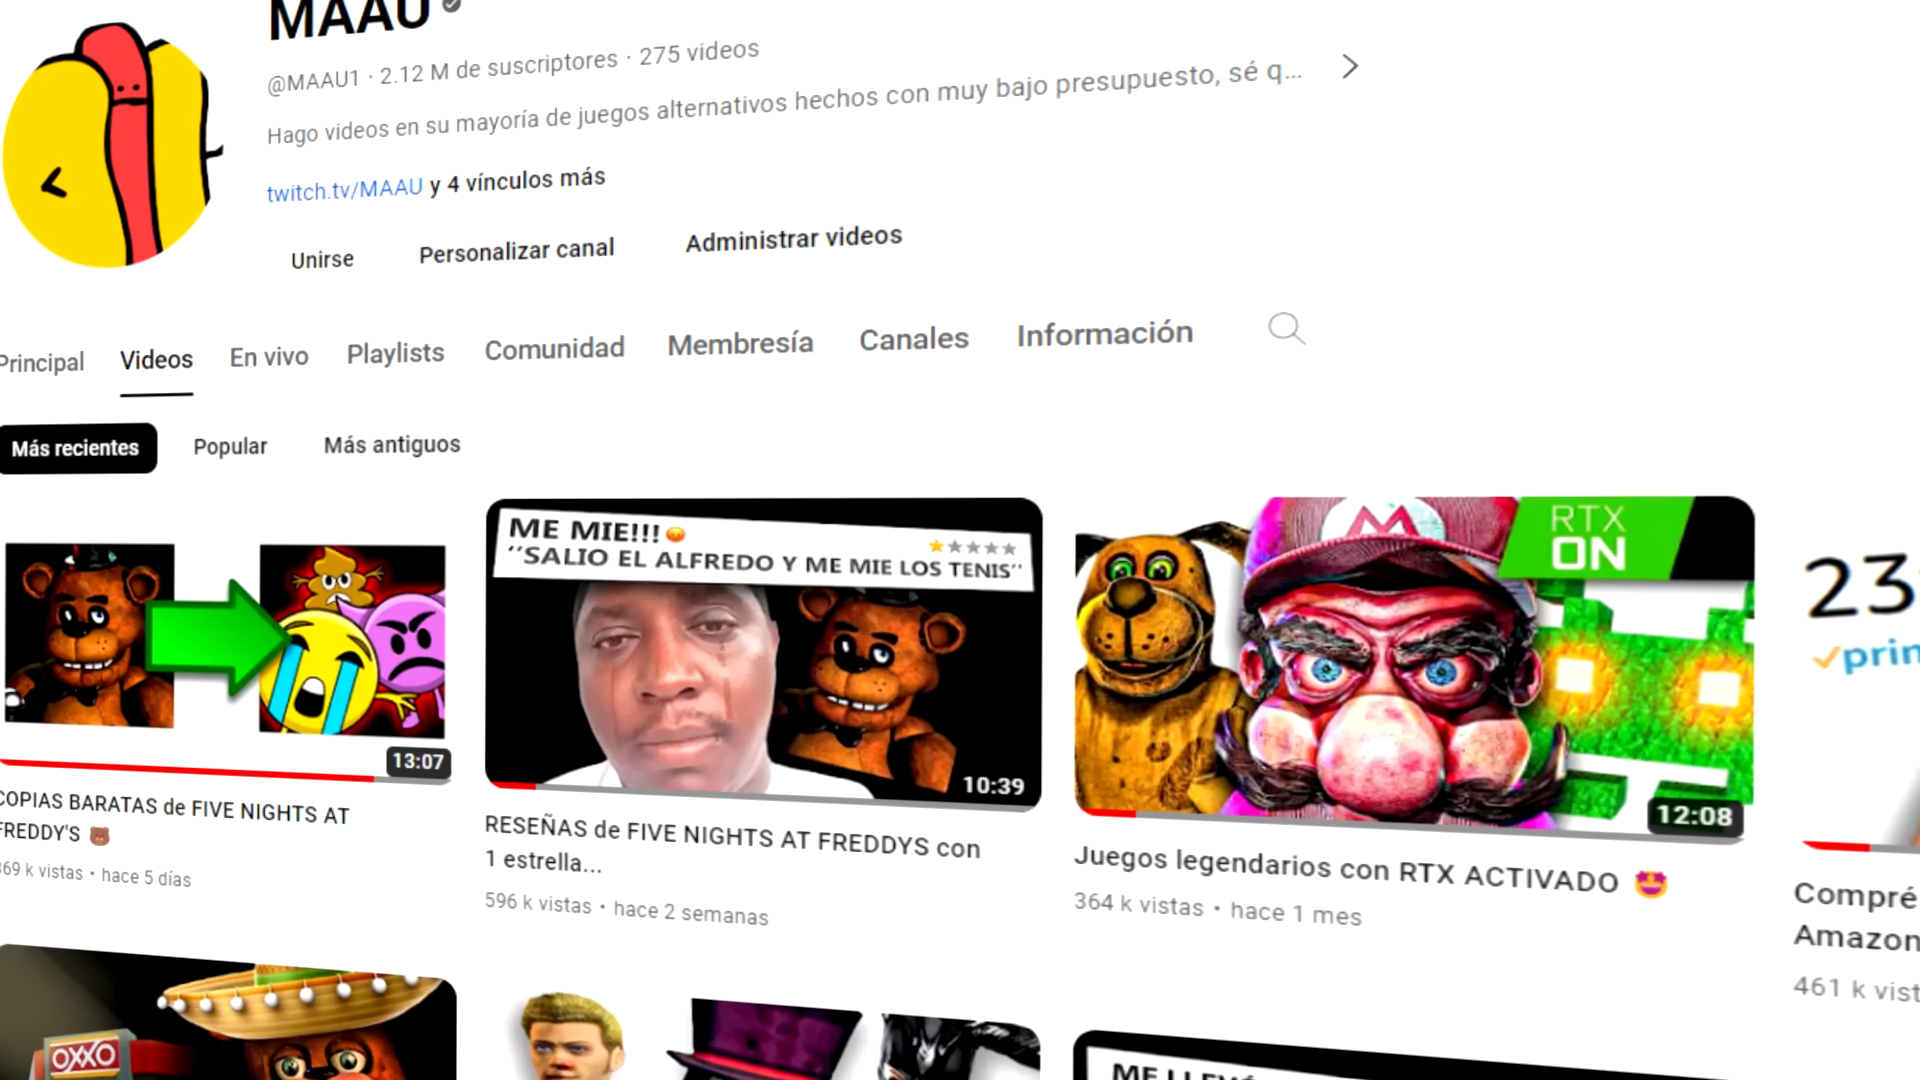 MAAU
@MAAU1 · 2.12 M de suscriptores · 275 videos
Hago videos en su mayoría de juegos alternativos hechos con muy bajo presupuesto, sé q...
twitch.tv/MAAU y 4 vínculos más
Unirse
Personalizar canal
Administrar videos
Principal
Videos
En vivo
Playlists
Comunidad
Membresía
Canales
Información
Más recientes
Popular
Más antiguos
13:07
COPIAS BARATAS de FIVE NIGHTS AT
FREDDY'S 🐻
69 k vistas • hace 5 días
ME MIE!!!
"SALIO EL ALFREDO Y ME MIE LOS TENIS"
10:39
RESEÑAS de FIVE NIGHTS AT FREDDYS con
1 estrella...
596 k vistas • hace 2 semanas
M
RTX
ON
12:08
Juegos legendarios con RTX ACTIVADO 🤩
364 k vistas • hace 1 mes
23
prin
Compré
Amazon
461 k vist
OXXO